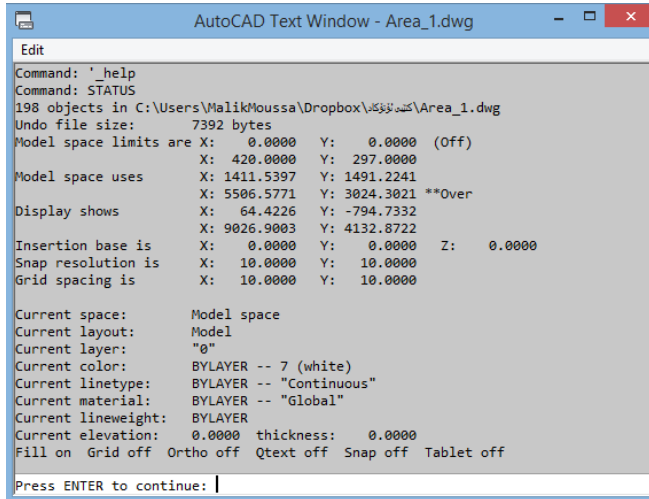 AutoCAD Text Window - Area_1.dwg
Edit
Command: '_help
Command: STATUS
198 objects in C:\Users\MalikMoussa\Dropbox\ \Area_1.dwg
Undo file size: 7392 bytes
Model space limits are X: 0.0000 Y: 0.0000 (Off)
X: 420.0000 Y: 297.0000
Model space uses X: 1411.5397 Y: 1491.2241
X: 5506.5771 Y: 3024.3021 **Over
Display shows X: 64.4226 Y: -794.7332
X: 9026.9003 Y: 4132.8722
Insertion base is X: 0.0000 Y: 0.0000 Z: 0.0000
Snap resolution is X: 10.0000 Y: 10.0000
Grid spacing is X: 10.0000 Y: 10.0000
Current space: Model space
Current layout: Model
Current layer: "0"
Current color: BYLAYER -- 7 (white)
Current linetype: BYLAYER -- "Continuous"
Current material: BYLAYER -- "Global"
Current lineweight: BYLAYER
Current elevation: 0.0000 thickness: 0.0000
Fill on Grid off Ortho off Qtext off Snap off Tablet off
Press ENTER to continue: